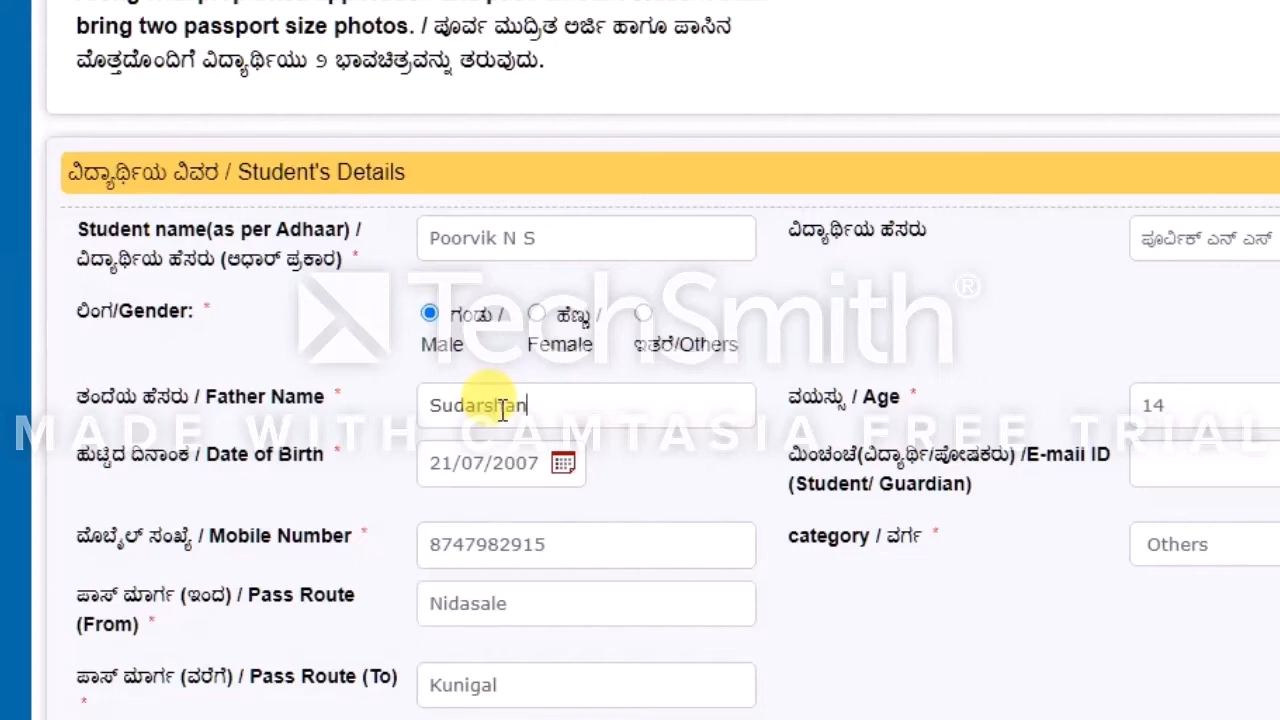 bring two passport size photos. / ಪೂರ್ವ ಮುದ್ರಿತ ಅರ್ಜಿ ಹಾಗೂ ಪಾಸಿನ
ಮೊತ್ತದೊಂದಿಗೆ ವಿದ್ಯಾರ್ಥಿಯು ೨ ಭಾವಚಿತ್ರವನ್ನು ತರುವುದು.
ವಿದ್ಯಾರ್ಥಿಯ ವಿವರ / Student's Details
Student name(as per Adhaar) /
ವಿದ್ಯಾರ್ಥಿಯ ಹೆಸರು (ಆಧಾರ್ ಪ್ರಕಾರ) *
Poorvik N S
ವಿದ್ಯಾರ್ಥಿಯ ಹೆಸರು
ಪೂರ್ವಿಕ್ ಎನ್ ಎಸ್
ಲಿಂಗ/Gender: *
ಗಂಡು /
Male
ಹೆಣ್ಣು /
Female
ಇತರೆ/Others
TechSmith®
ತಂದೆಯ ಹೆಸರು / Father Name *
Sudarshan
ವಯಸ್ಸು / Age *
14
MADE WITH CAMTASIA FREE TRIAL
ಹುಟ್ಟಿದ ದಿನಾಂಕ / Date of Birth *
21/07/2007
ಮಿಂಚಂಚೆ(ವಿದ್ಯಾರ್ಥಿ/ಪೋಷಕರು) /E-mail ID
(Student/ Guardian)
ಮೊಬೈಲ್ ಸಂಖ್ಯೆ / Mobile Number *
8747982915
category / ವರ್ಗ *
Others
ಪಾಸ್ ಮಾರ್ಗ (ಇಂದ) / Pass Route
(From) *
Nidasale
ಪಾಸ್ ಮಾರ್ಗ (ವರೆಗೆ) / Pass Route (To)
*
Kunigal